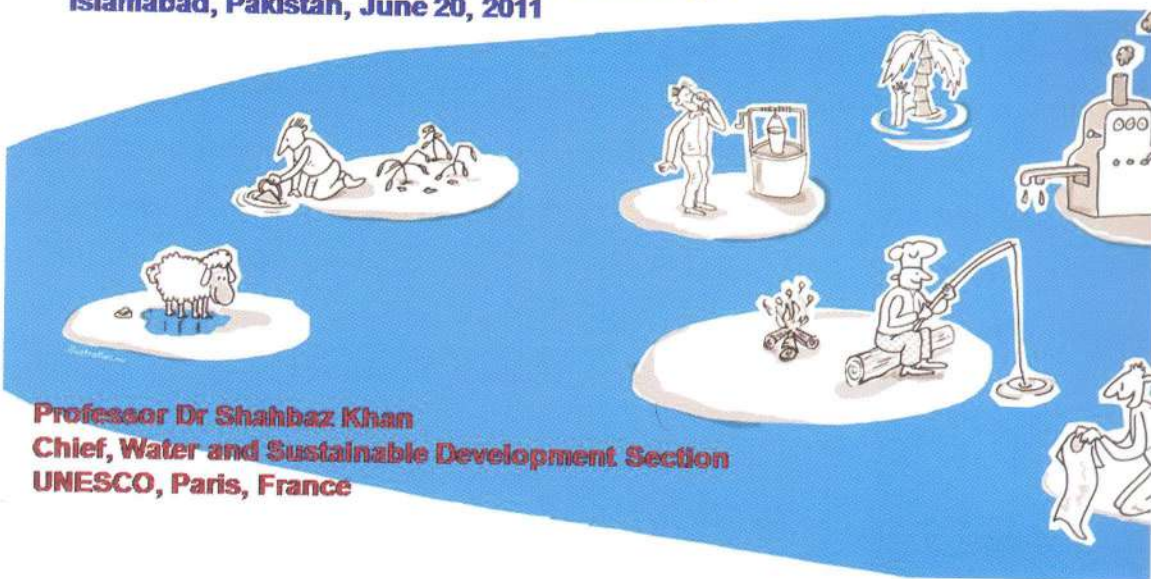 Islamabad, Pakistan, June 20, 2011
Professor Dr Shahbaz Khan
Chief, Water and Sustainable Development Section
UNESCO, Paris, France